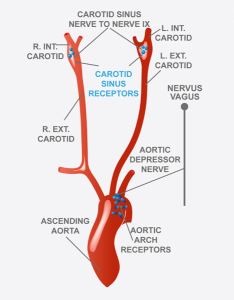 CAROTID SINUS
NERVE TO NERVE IX
R. INT.
CAROTID
L. INT.
CAROTID
CAROTID
SINUS
RECEPTORS
L. EXT.
CAROTID
NERVUS
VAGUS
R. EXT.
CAROTID
AORTIC
DEPRESSOR
NERVE
ASCENDING
AORTA
AORTIC
ARCH
RECEPTORS